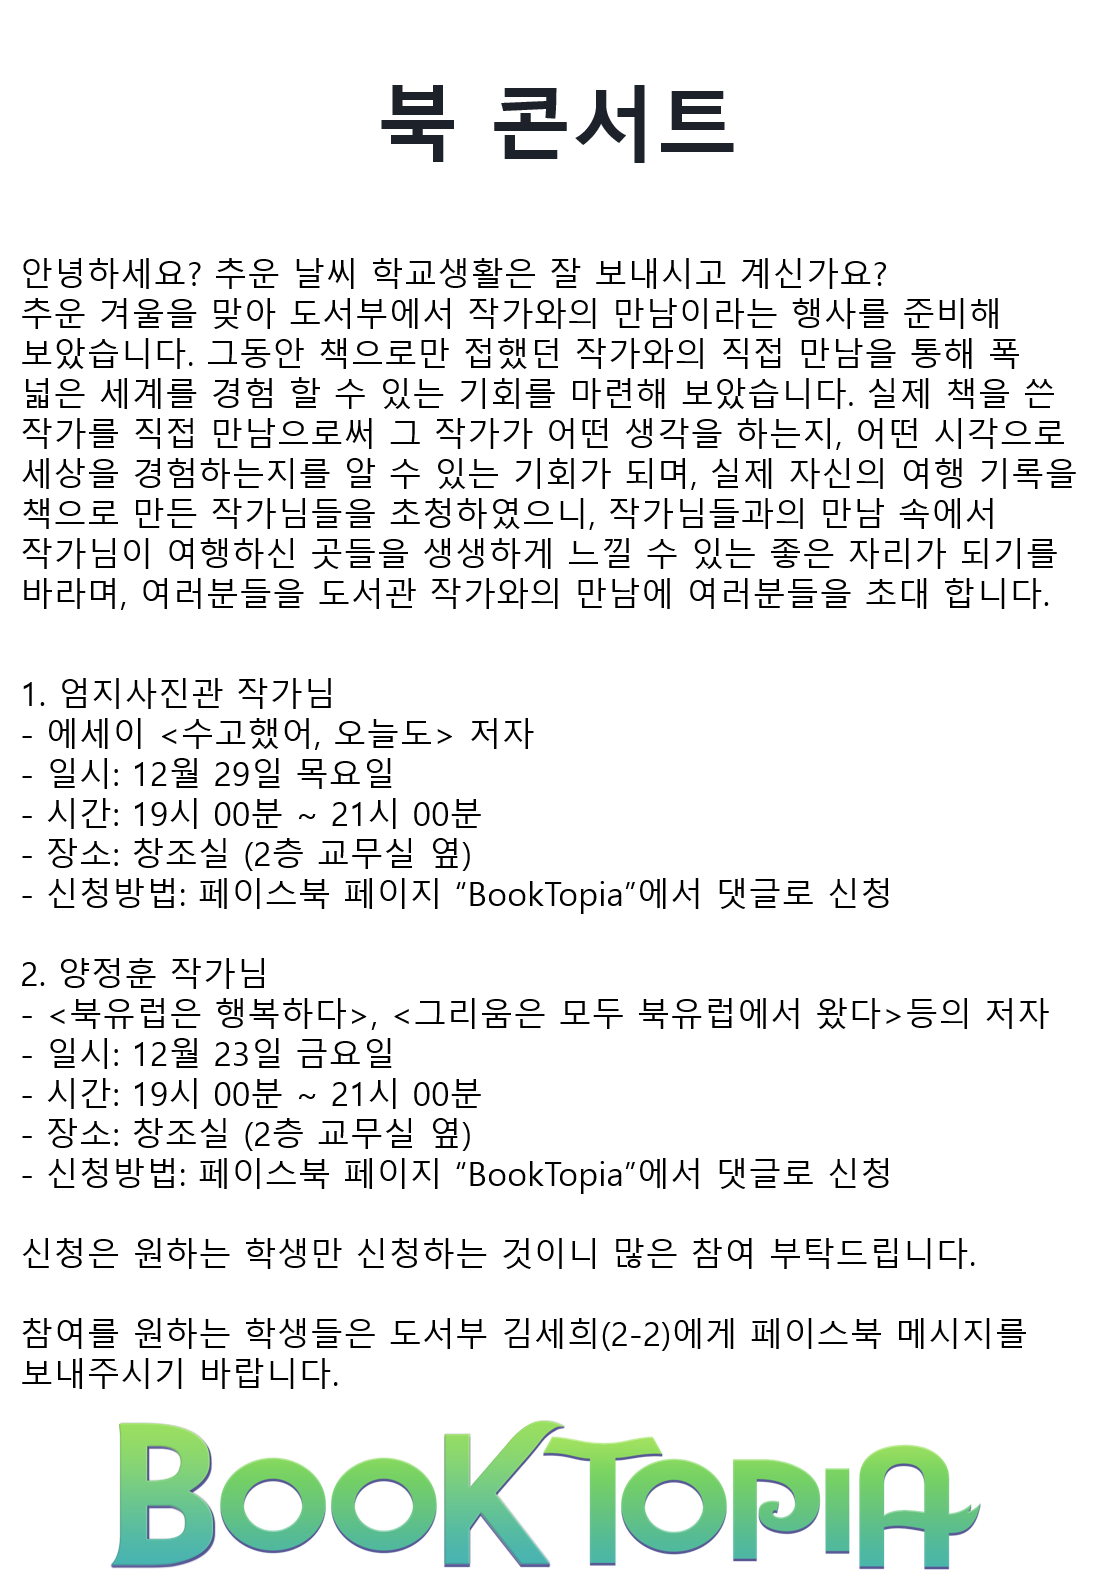 북 콘서트
안녕하세요? 추운 날씨 학교생활은 잘 보내시고 계신가요?
추운 겨울을 맞아 도서부에서 작가와의 만남이라는 행사를 준비해
보았습니다. 그동안 책으로만 접했던 작가와의 직접 만남을 통해 폭
넓은 세계를 경험 할 수 있는 기회를 마련해 보았습니다. 실제 책을 쓴
작가를 직접 만남으로써 그 작가가 어떤 생각을 하는지, 어떤 시각으로
세상을 경험하는지를 알 수 있는 기회가 되며, 실제 자신의 여행 기록을
책으로 만든 작가님들을 초청하였으니, 작가님들과의 만남 속에서
작가님이 여행하신 곳들을 생생하게 느낄 수 있는 좋은 자리가 되기를
바라며, 여러분들을 도서관 작가와의 만남에 여러분들을 초대 합니다.
1. 엄지사진관 작가님
- 에세이 <수고했어, 오늘도> 저자
- 일시: 12월 29일 목요일
- 시간: 19시 00분 ~ 21시 00분
- 장소: 창조실 (2층 교무실 옆)
- 신청방법: 페이스북 페이지 “BookTopia”에서 댓글로 신청
2. 양정훈 작가님
- <북유럽은 행복하다>, <그리움은 모두 북유럽에서 왔다>등의 저자
- 일시: 12월 23일 금요일
- 시간: 19시 00분 ~ 21시 00분
- 장소: 창조실 (2층 교무실 옆)
- 신청방법: 페이스북 페이지 “BookTopia”에서 댓글로 신청
신청은 원하는 학생만 신청하는 것이니 많은 참여 부탁드립니다.
참여를 원하는 학생들은 도서부 김세희(2-2)에게 페이스북 메시지를
보내주시기 바랍니다.
BOOKTOPIA